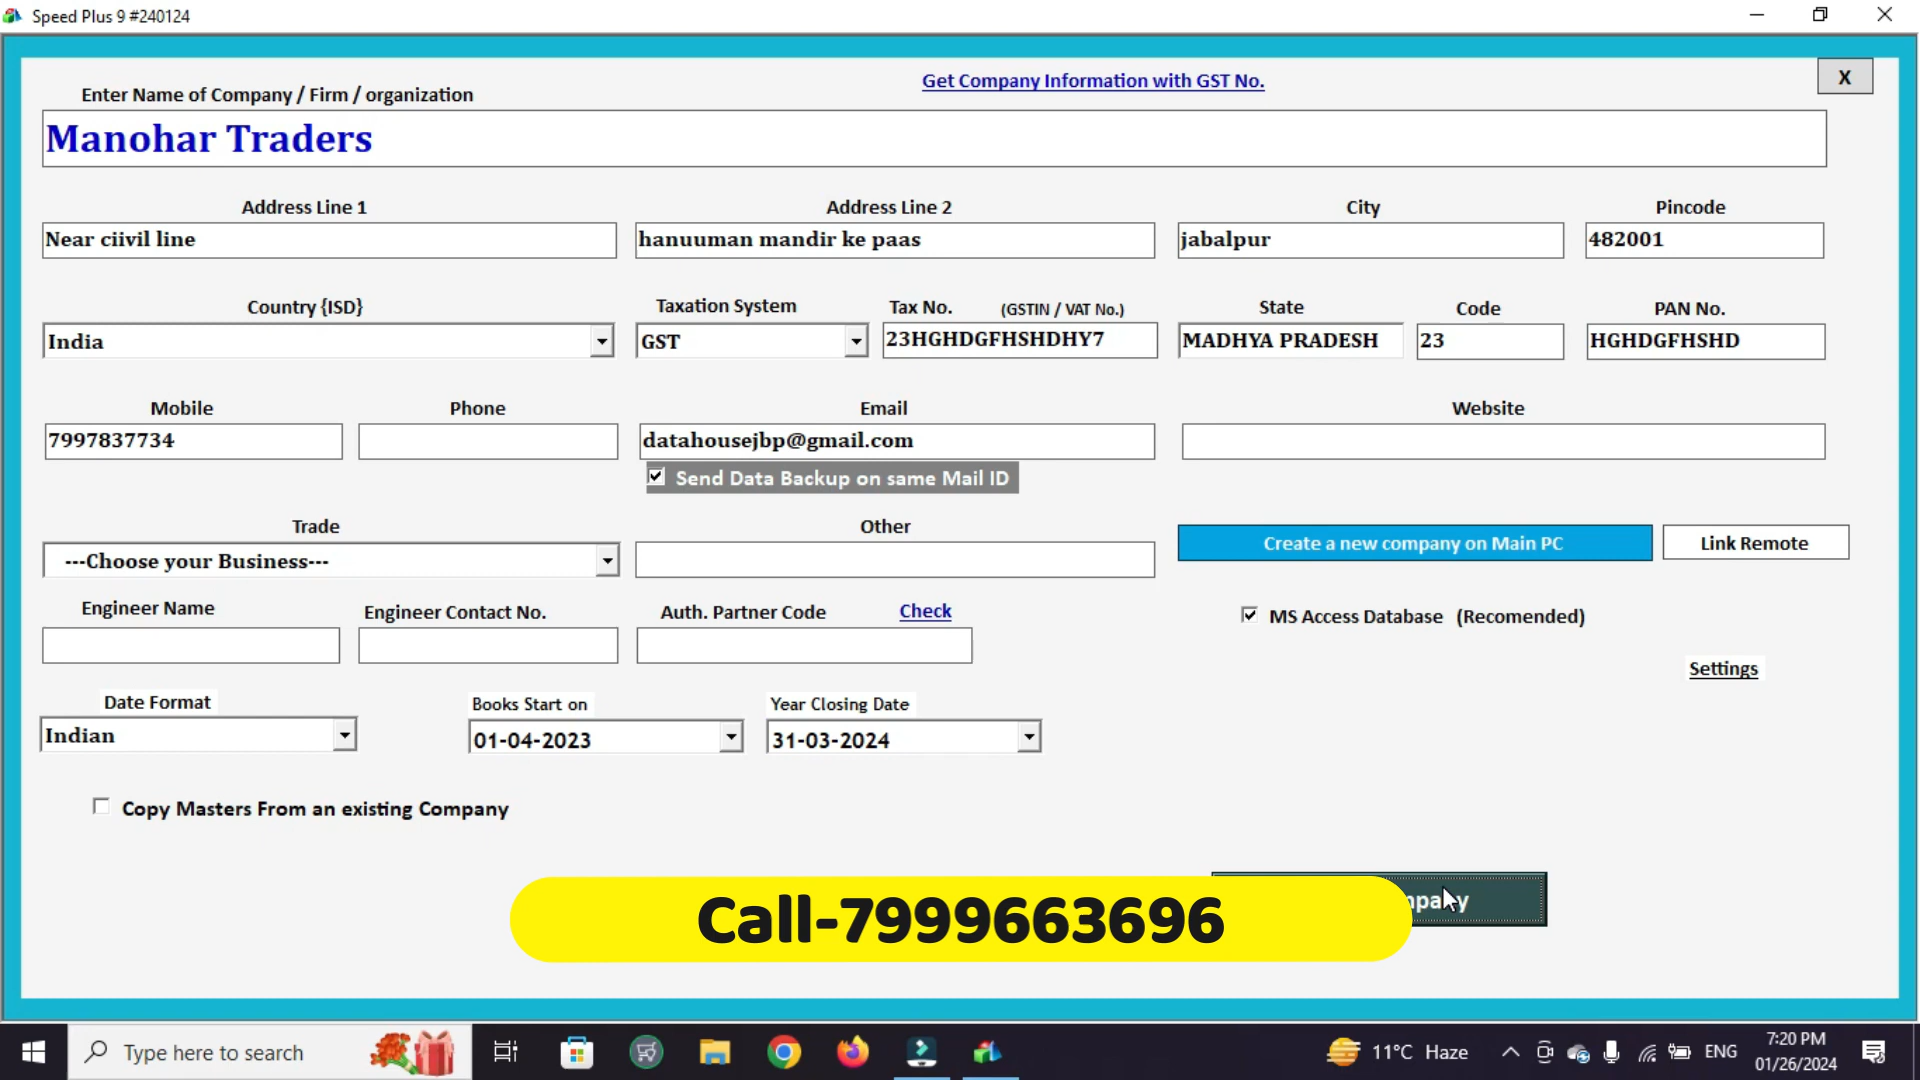 Speed Plus 9 #240124
Enter Name of Company / Firm / organization
Get Company Information with GST No.
X
Manohar Traders
Address Line 1
Address Line 2
City
Pincode
Near ciivil line
hanuuman mandir ke paas
jabalpur
482001
Country {ISD}
Taxation System
Tax No. (GSTIN / VAT No.)
State
Code
PAN No.
India
GST
23HGHDGFHSHDHY7
MADHYA PRADESH
23
HGHDGFHSHD
Mobile
Phone
Email
Website
7997837734
datahousejbp@gmail.com
Send Data Backup on same Mail ID
Trade
Other
---Choose your Business---
Create a new company on Main PC
Link Remote
Engineer Name
Engineer Contact No.
Auth. Partner Code
Check
MS Access Database (Recomended)
Settings
Date Format
Books Start on
Year Closing Date
Indian
01-04-2023
31-03-2024
Copy Masters From an existing Company
Call-7999663696
Type here to search
11°C Haze
ENG
7:20 PM
01/26/2024